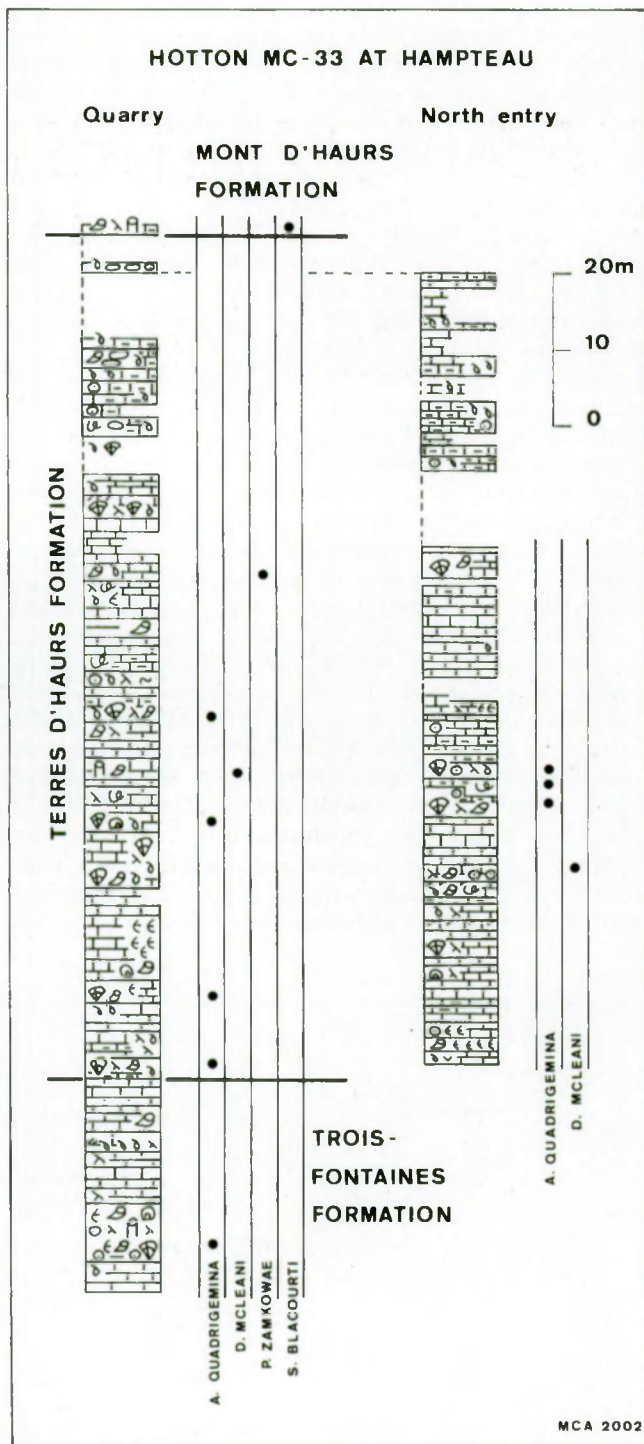 HOTTON MC-33 AT HAMPTEAU
Quarry
North entry
MONT D'HAURS
FORMATION
20m
10
0
TERRES D'HAURS FORMATION
TROIS-
FONTAINES
FORMATION
A. QUADRIGEMINA
D. MCLEANI
P. ZAMKOWAE
S. BLACOURTI
A. QUADRIGEMINA
D. MCLEANI
MCA 2002